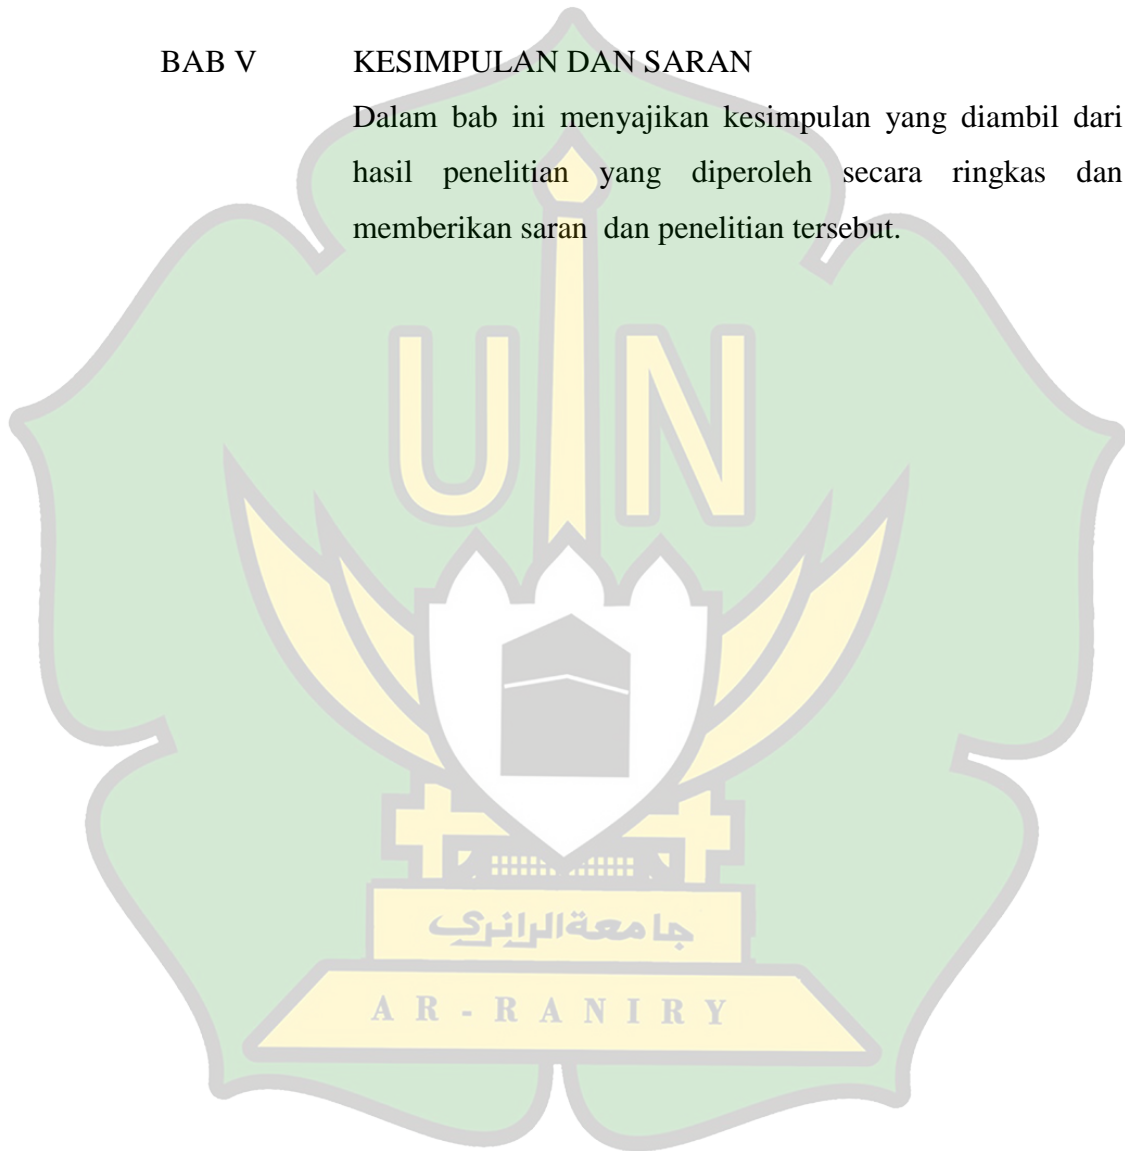 BAB V KESIMPULAN DAN SARAN
Dalam bab ini menyajikan kesimpulan yang diambil dari
hasil penelitian yang diperoleh secara ringkas dan
memberikan saran dan penelitian tersebut.
UIN
جامعة الرانري
AR-RANIRY